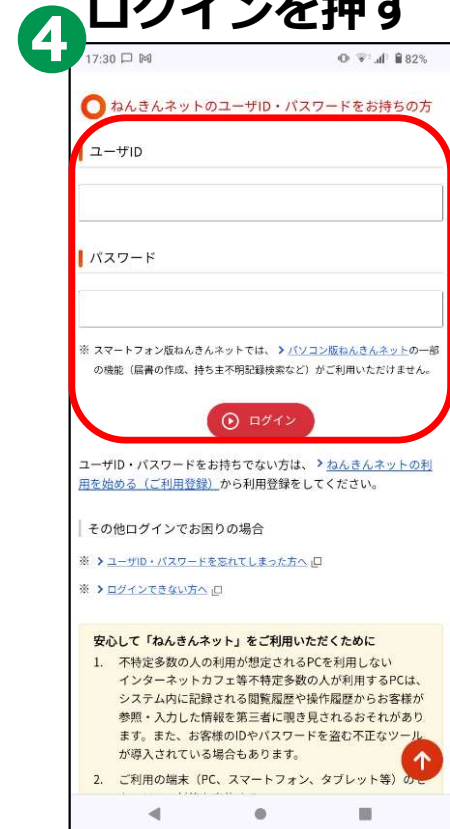 ログインを押す
4
17:30 82%
ねんきんネットのユーザID・パスワードをお持ちの方
ユーザID
パスワード
※ スマートフォン版ねんきんネットでは、 パソコン版ねんきんネットの一部
の機能（届書の作成、持ち主不明記録検索など）がご利用いただけません。
ログイン
ユーザID・パスワードをお持ちでない方は、 ねんきんネットの利
用を始める（ご利用登録） から利用登録をしてください。
その他ログインでお困りの場合
※ ユーザID・パスワードを忘れてしまった方へ
※ ログインできない方へ
安心して「ねんきんネット」をご利用いただくために
1. 不特定多数の人の利用が想定されるPCを利用しない
インターネットカフェ等不特定多数の人が利用するPCは、
システム内に記録される閲覧履歴や操作履歴からお客様が
参照・入力した情報を第三者に覗き見されるおそれがあり
ます。また、お客様のIDやパスワードを盗む不正なツール
が導入されている場合もあります。
2. ご利用の端末（PC、スマートフォン、タブレット等）の